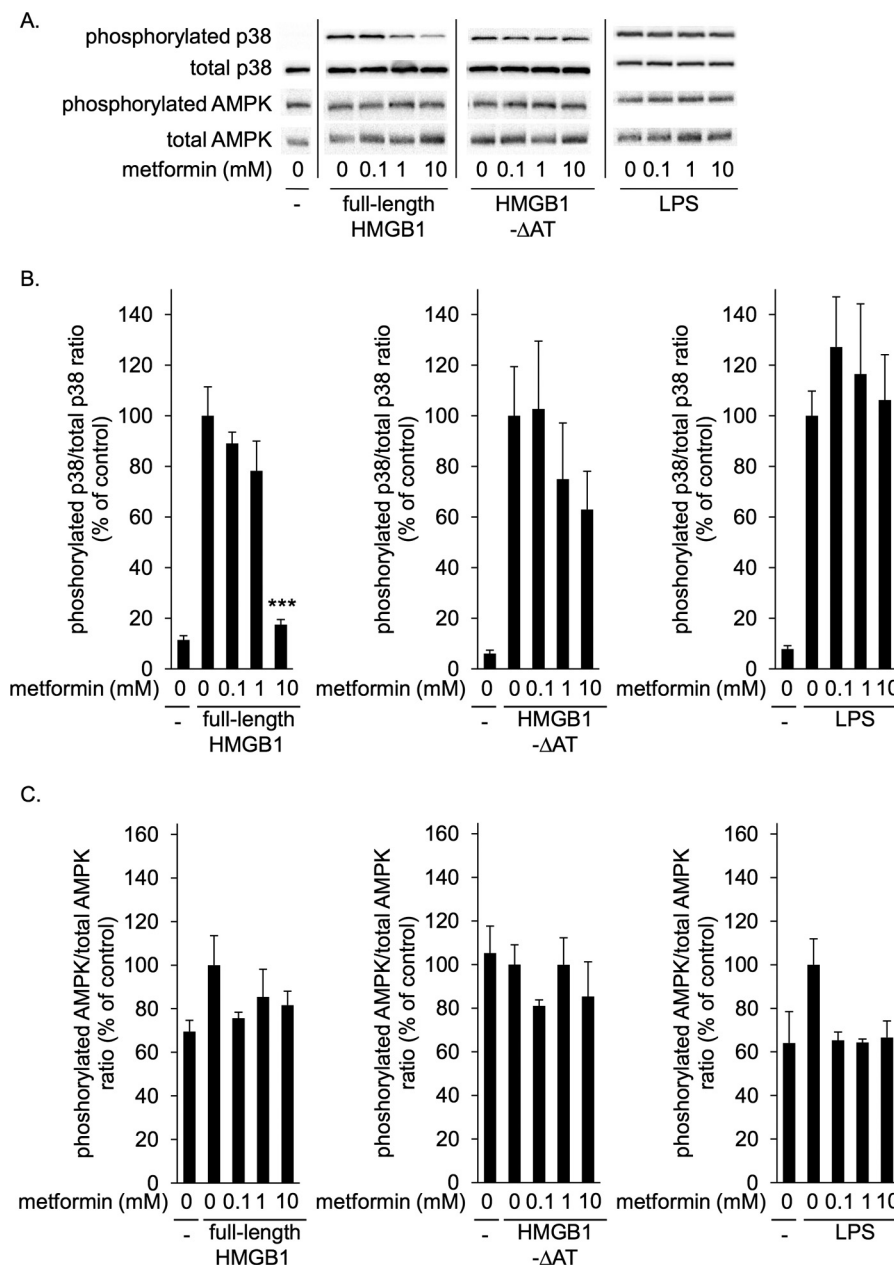 A.
phosphorylated p38
total p38
phosphorylated AMPK
total AMPK
metformin (mM) 0 0 0.1 1 10 0 0.1 1 10 0 0.1 1 10
- full-length HMGB1 HMGB1 -ΔAT LPS
B.
phoshorylated p38/total p38 ratio
(% of control)
140
120
100
80
60
40
20
0
***
metformin (mM) 0 0 0.1 1 10
- full-length
HMGB1
phoshorylated p38/total p38 ratio
(% of control)
140
120
100
80
60
40
20
0
metformin (mM) 0 0 0.1 1 10
- HMGB1
-ΔAT
phoshorylated p38/total p38 ratio
(% of control)
140
120
100
80
60
40
20
0
metformin (mM) 0 0 0.1 1 10
- LPS
C.
phoshorylated AMPK/total AMPK
ratio (% of control)
160
140
120
100
80
60
40
20
0
metformin (mM) 0 0 0.1 1 10
- full-length
HMGB1
phoshorylated AMPK/total AMPK
ratio (% of control)
160
140
120
100
80
60
40
20
0
metformin (mM) 0 0 0.1 1 10
- HMGB1
-ΔAT
phoshorylated AMPK/total AMPK
ratio (% of control)
160
140
120
100
80
60
40
20
0
metformin (mM) 0 0 0.1 1 10
- LPS